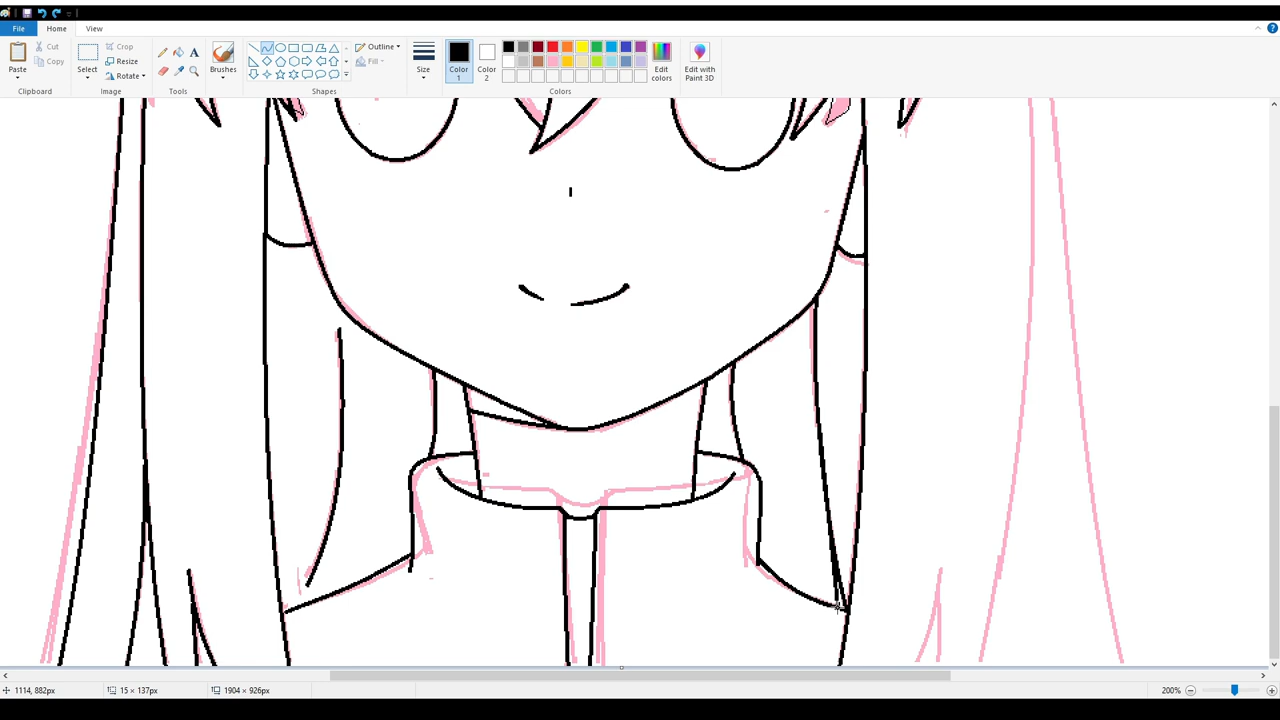 File Home View
Paste
Cut
Copy
Clipboard
Select
Crop
Resize
Rotate
Image
A
Tools
Brushes
Outline
Fill
Shapes
Size
Color
1
Color
2
Edit
colors
Colors
Edit with
Paint 3D
1114, 882px
15 × 137px
1904 × 926px
200%